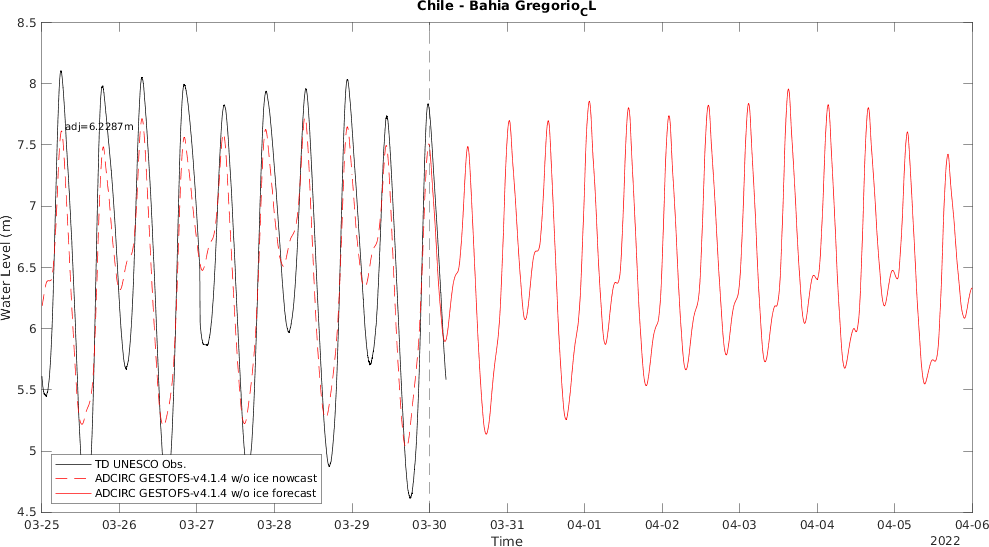 Chile - Bahia Gregorio_CL
8.5
8
7.5
7
6.5
6
5.5
5
4.5
Water Level (m)
adj=6.2287m
TD UNESCO Obs.
ADCIRC GESTOFS-v4.1.4 w/o ice nowcast
ADCIRC GESTOFS-v4.1.4 w/o ice forecast
03-25 03-26 03-27 03-28 03-29 03-30 03-31 04-01 04-02 04-03 04-04 04-05 04-06
Time
2022